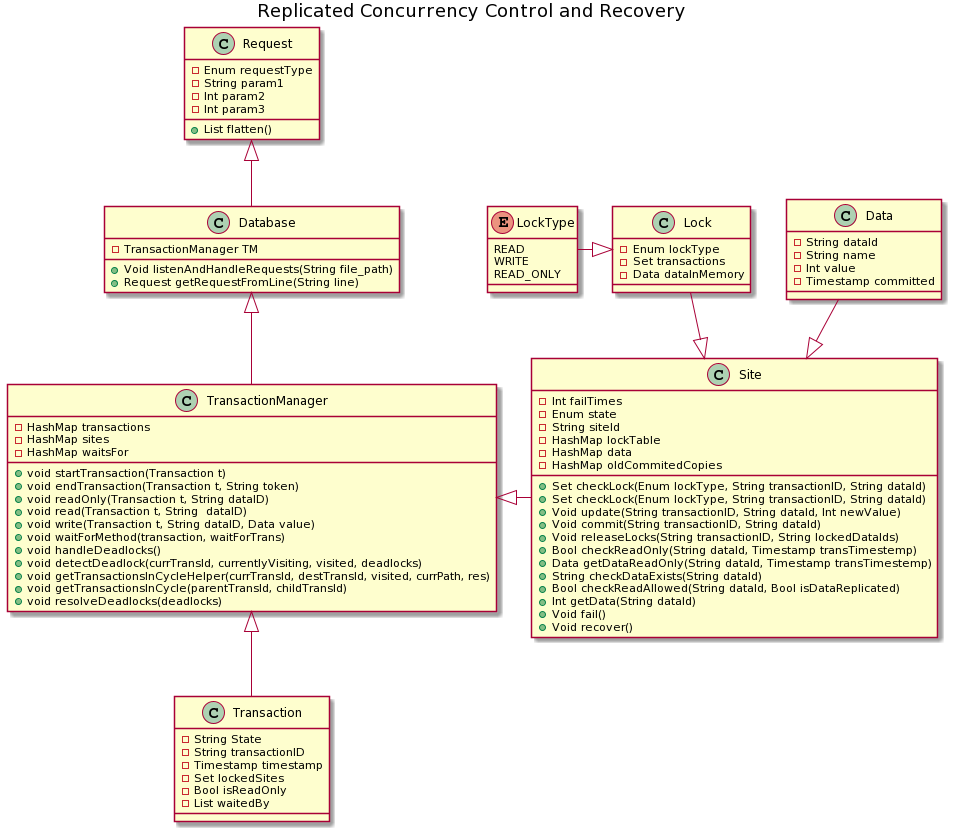 Replicated Concurrency Control and Recovery
C Request
Enum requestType
String param1
Int param2
Int param3
List flatten()
C Database
TransactionManager TM
Void listenAndHandleRequests(String file_path)
Request getRequestFromLine(String line)
E LockType
READ
WRITE
READ_ONLY
C Lock
Enum lockType
Set transactions
Data dataInMemory
C Data
String dataId
String name
Int value
Timestamp committed
C TransactionManager
HashMap transactions
HashMap sites
HashMap waitsFor
void startTransaction(Transaction t)
void endTransaction(Transaction t, String token)
void readOnly(Transaction t, String dataID)
void read(Transaction t, String  dataID)
void write(Transaction t, String dataID, Data value)
void waitForMethod(transaction, waitForTrans)
void handleDeadlocks()
void detectDeadlock(currTransId, currentlyVisiting, visited, deadlocks)
void getTransactionsInCycleHelper(currTransId, destTransId, visited, currPath, res)
void getTransactionsInCycle(parentTransId, childTransId)
void resolveDeadlocks(deadlocks)
C Site
Int failTimes
Enum state
String siteId
HashMap lockTable
HashMap data
HashMap oldCommitedCopies
Set checkLock(Enum lockType, String transactionID, String dataId)
Set checkLock(Enum lockType, String transactionID, String dataId)
Void update(String transactionID, String dataId, Int newValue)
Void commit(String transactionID, String dataId)
Void releaseLocks(String transactionID, String lockedDataIds)
Bool checkReadOnly(String dataId, Timestamp transTimestemp)
Data getDataReadOnly(String dataId, Timestamp transTimestemp)
String checkDataExists(String dataId)
Bool checkReadAllowed(String dataId, Bool isDataReplicated)
Int getData(String dataId)
Void fail()
Void recover()
C Transaction
String State
String transactionID
Timestamp timestamp
Set lockedSites
Bool isReadOnly
List waitedBy